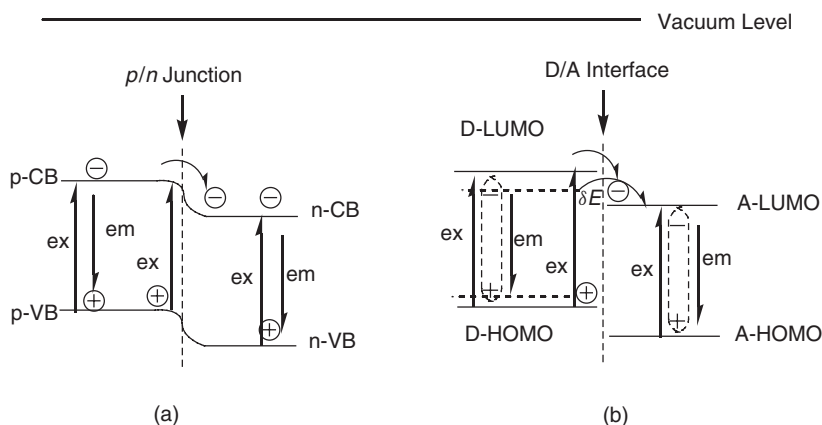 Vacuum Level
p/n Junction
D/A Interface
D-LUMO
p-CB
n-CB
δE
A-LUMO
ex
em
ex
ex
em
ex
em
ex
ex
em
p-VB
n-VB
D-HOMO
A-HOMO
(a)
(b)